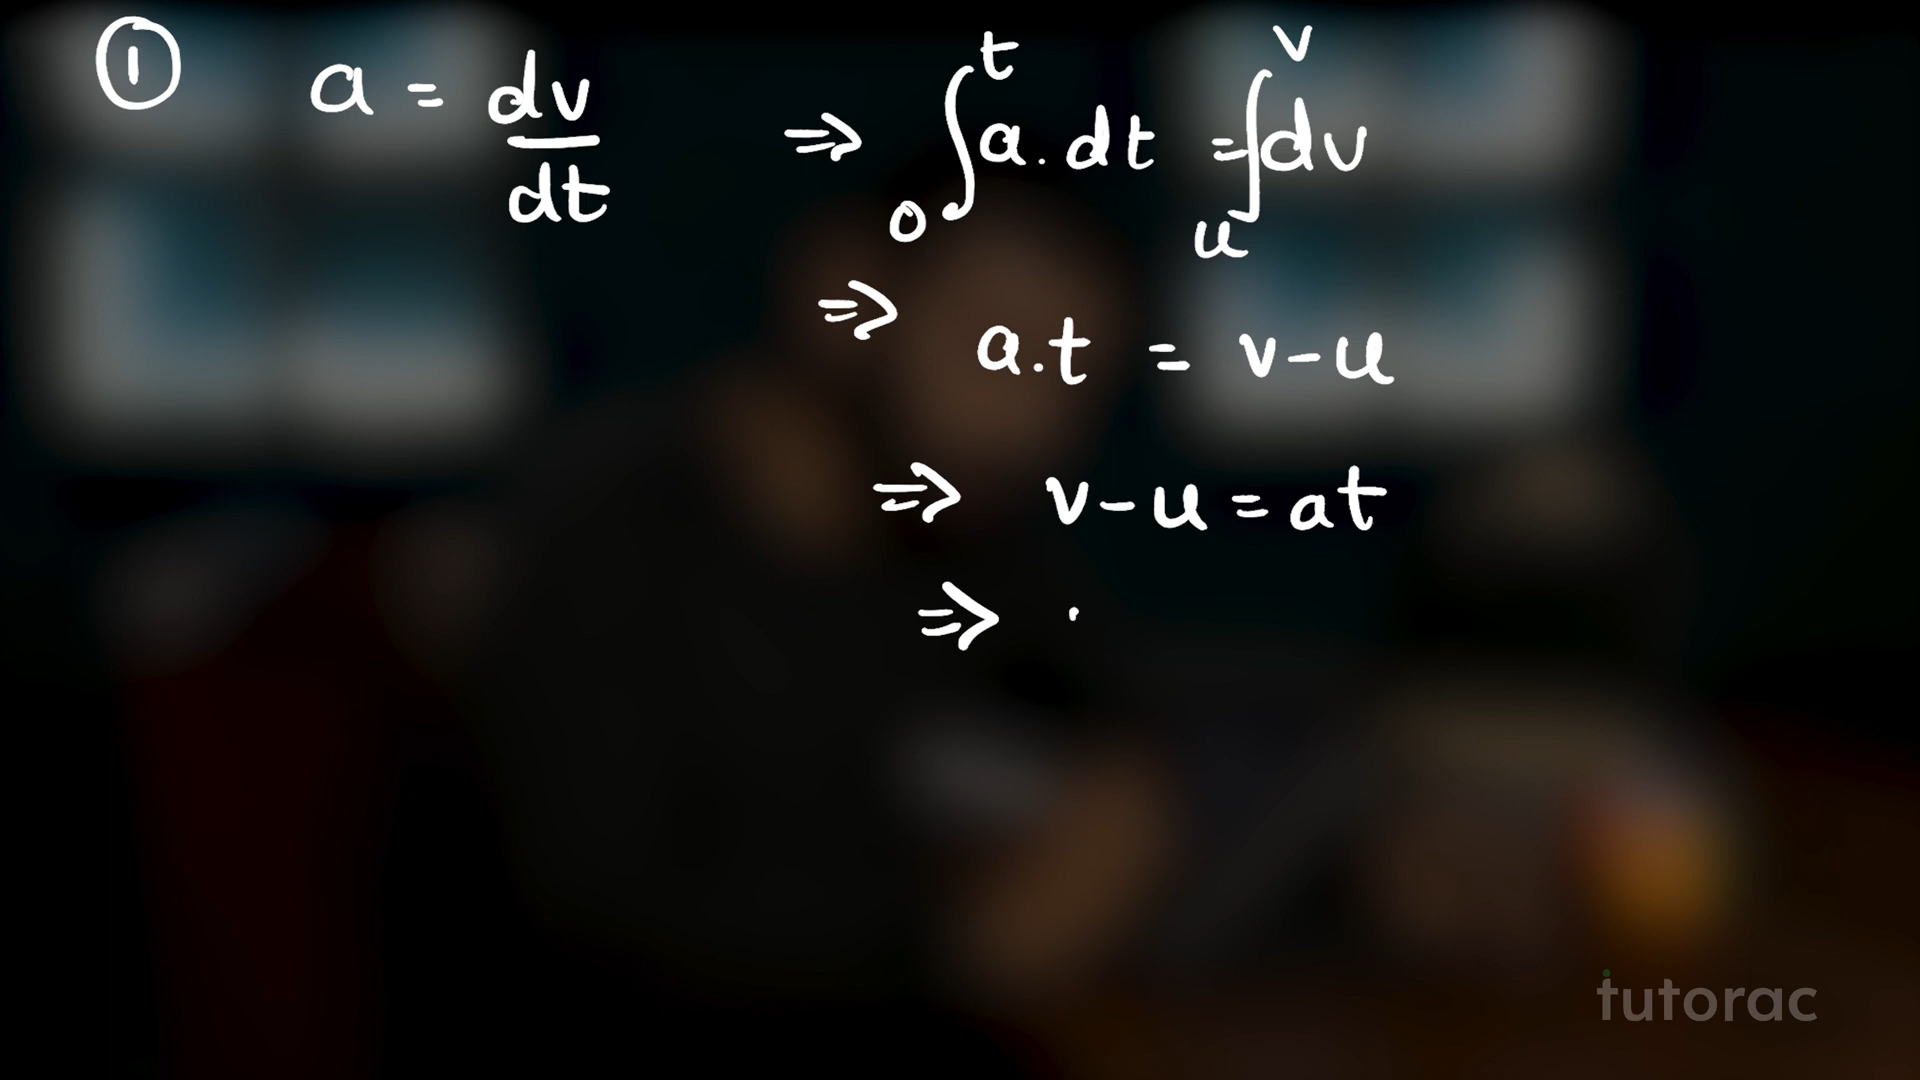 ① a = dv/dt ⇒ ∫₀ᵗ a.dt = ∫ᵤᵛ dv
⇒ a.t = v-u
⇒ v-u = at
⇒
tutorac